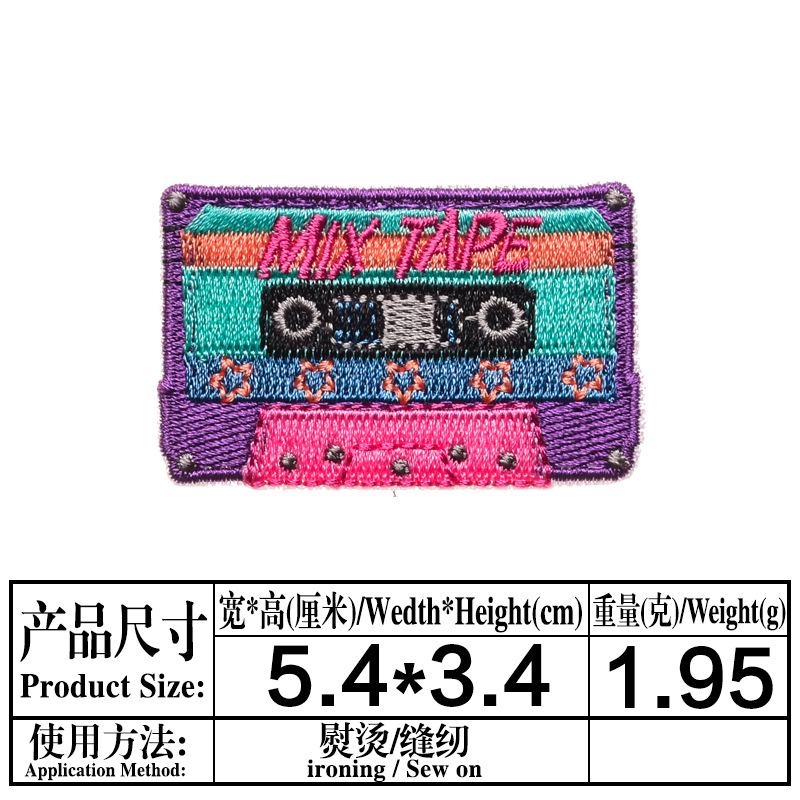 MIX TAPE
产品尺寸
Product Size:
宽*高(厘米)/Wedth*Height(cm)
重量(克)/Weight(g)
5.4*3.4
1.95
使用方法:
Application Method:
熨烫/缝纫
ironing / Sew on